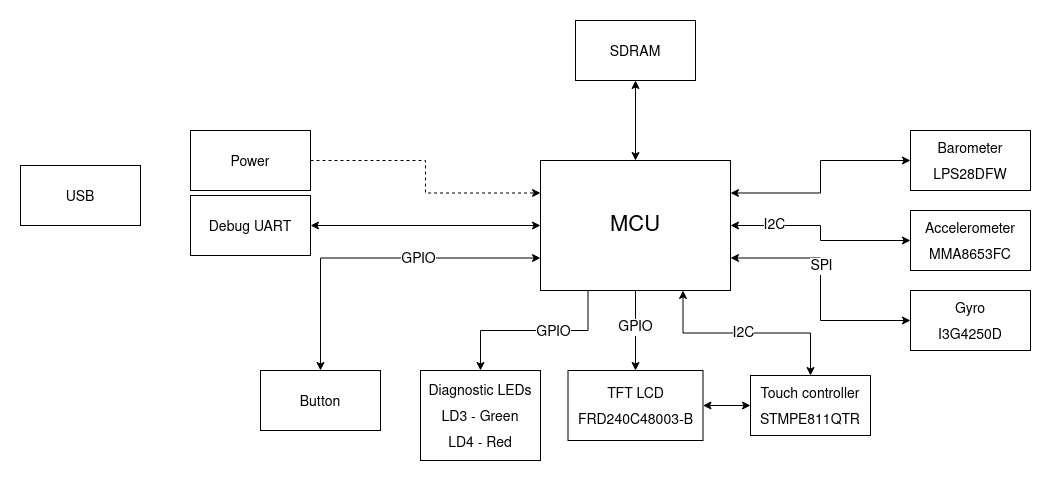 SDRAM
Power
Barometer
LPS28DFW
USB
Debug UART
MCU
I2C
Accelerometer
MMA8653FC
GPIO
SPI
Gyro
I3G4250D
GPIO
GPIO
I2C
Button
Diagnostic LEDs
LD3 - Green
LD4 - Red
TFT LCD
FRD240C48003-B
Touch controller
STMPE811QTR